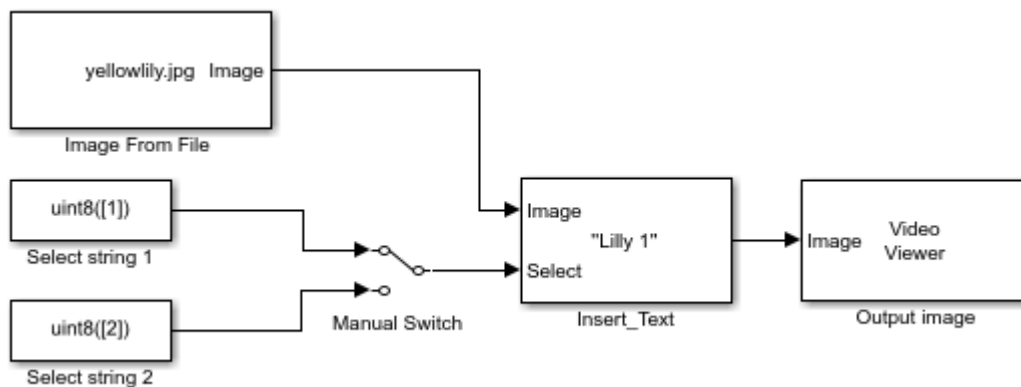 yellowlily.jpg Image
Image From File
uint8([1])
Select string 1
uint8([2])
Select string 2
Manual Switch
Image
"Lilly 1"
Select
Insert_Text
Image
Video
Viewer
Output image